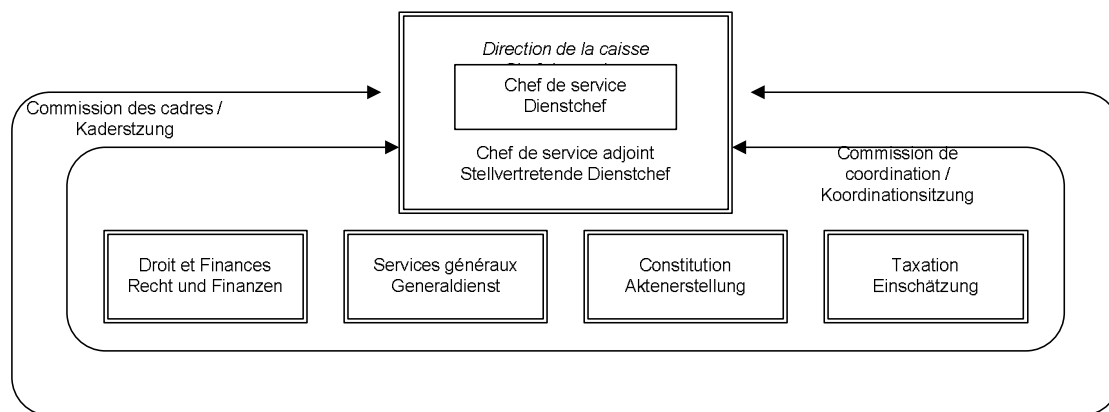 Direction de la caisse
Chef de service
Dienstchef
Chef de service adjoint
Stellvertretende Dienstchef
Commission des cadres /
Kaderstzung
Commission de
coordination /
Koordinationsitzung
Droit et Finances
Recht und Finanzen
Services généraux
Generaldienst
Constitution
Aktenerstellung
Taxation
Einschätzung